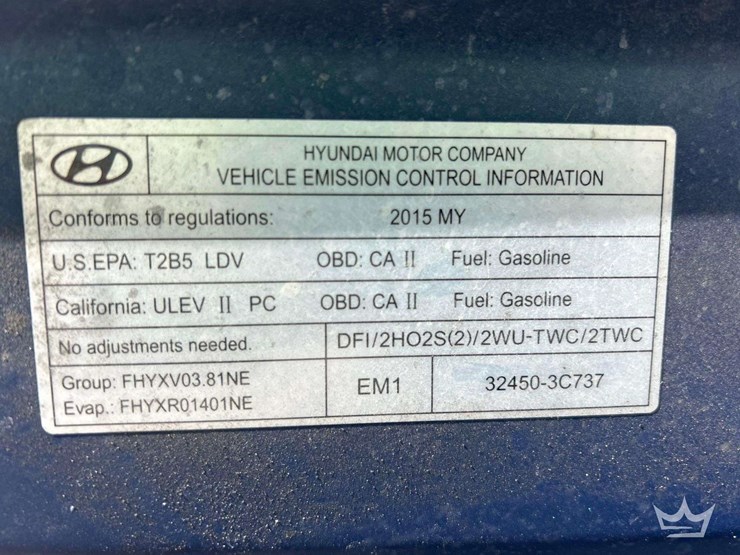 HYUNDAI MOTOR COMPANY
VEHICLE EMISSION CONTROL INFORMATION
Conforms to regulations: 2015 MY
U.S.EPA: T2B5 LDV OBD: CA II Fuel: Gasoline
California: ULEV II PC OBD: CA II Fuel: Gasoline
No adjustments needed. DFI/2HO2S(2)/2WU-TWC/2TWC
Group: FHYXV03.81NE
Evap.: FHYXR01401NE
EM1
32450-3C737